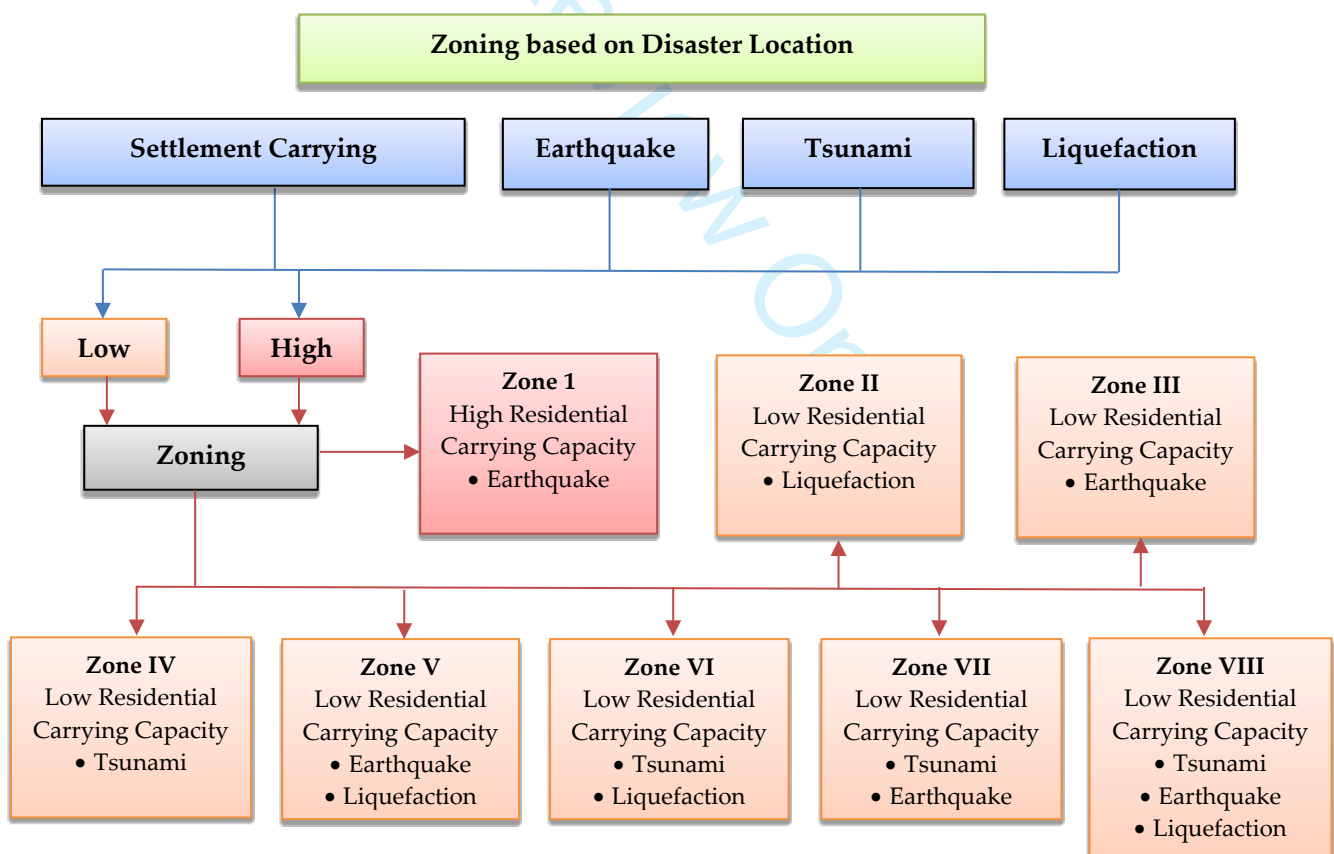 Zoning based on Disaster Location
Settlement Carrying
Earthquake
Tsunami
Liquefaction
Low
High
Zoning
Zone 1
High Residential
Carrying Capacity
• Earthquake
Zone II
Low Residential
Carrying Capacity
• Liquefaction
Zone III
Low Residential
Carrying Capacity
• Earthquake
Zone IV
Low Residential
Carrying Capacity
• Tsunami
Zone V
Low Residential
Carrying Capacity
• Earthquake
• Liquefaction
Zone VI
Low Residential
Carrying Capacity
• Tsunami
• Liquefaction
Zone VII
Low Residential
Carrying Capacity
• Tsunami
• Earthquake
Zone VIII
Low Residential
Carrying Capacity
• Tsunami
• Earthquake
• Liquefaction